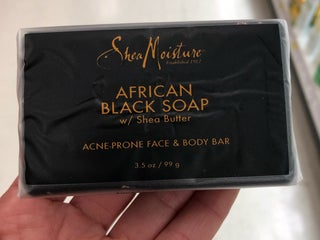 SheaMoisture
Established 1912
AFRICAN
BLACK SOAP
w/ Shea Butter
ACNE-PRONE FACE & BODY BAR
3.5 oz / 99 g